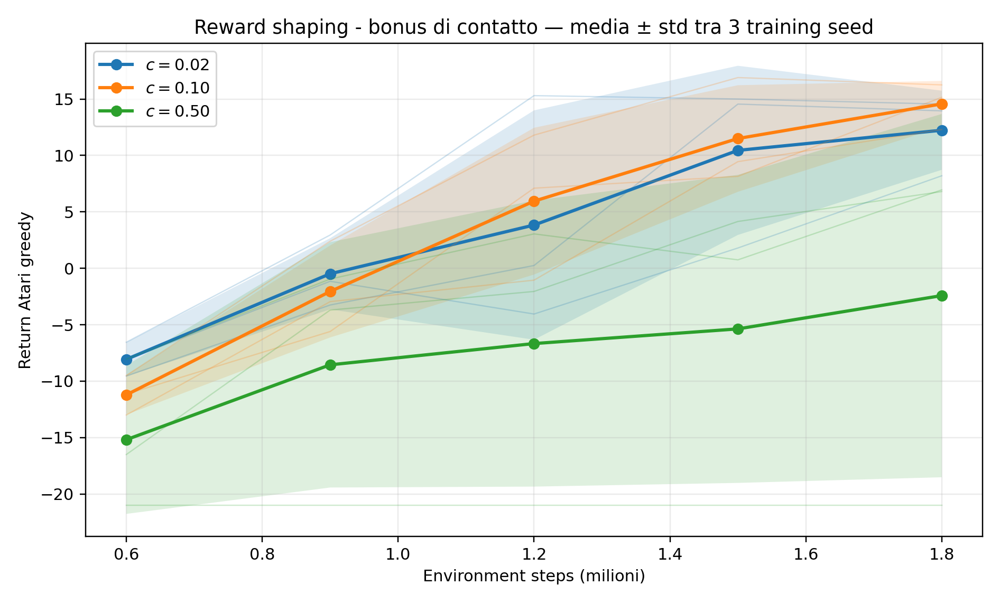 Reward shaping - bonus di contatto — media ± std tra 3 training seed
c = 0.02
c = 0.10
c = 0.50
Return Atari greedy
15
10
5
0
−5
−10
−15
−20
0.6 0.8 1.0 1.2 1.4 1.6 1.8
Environment steps (milioni)